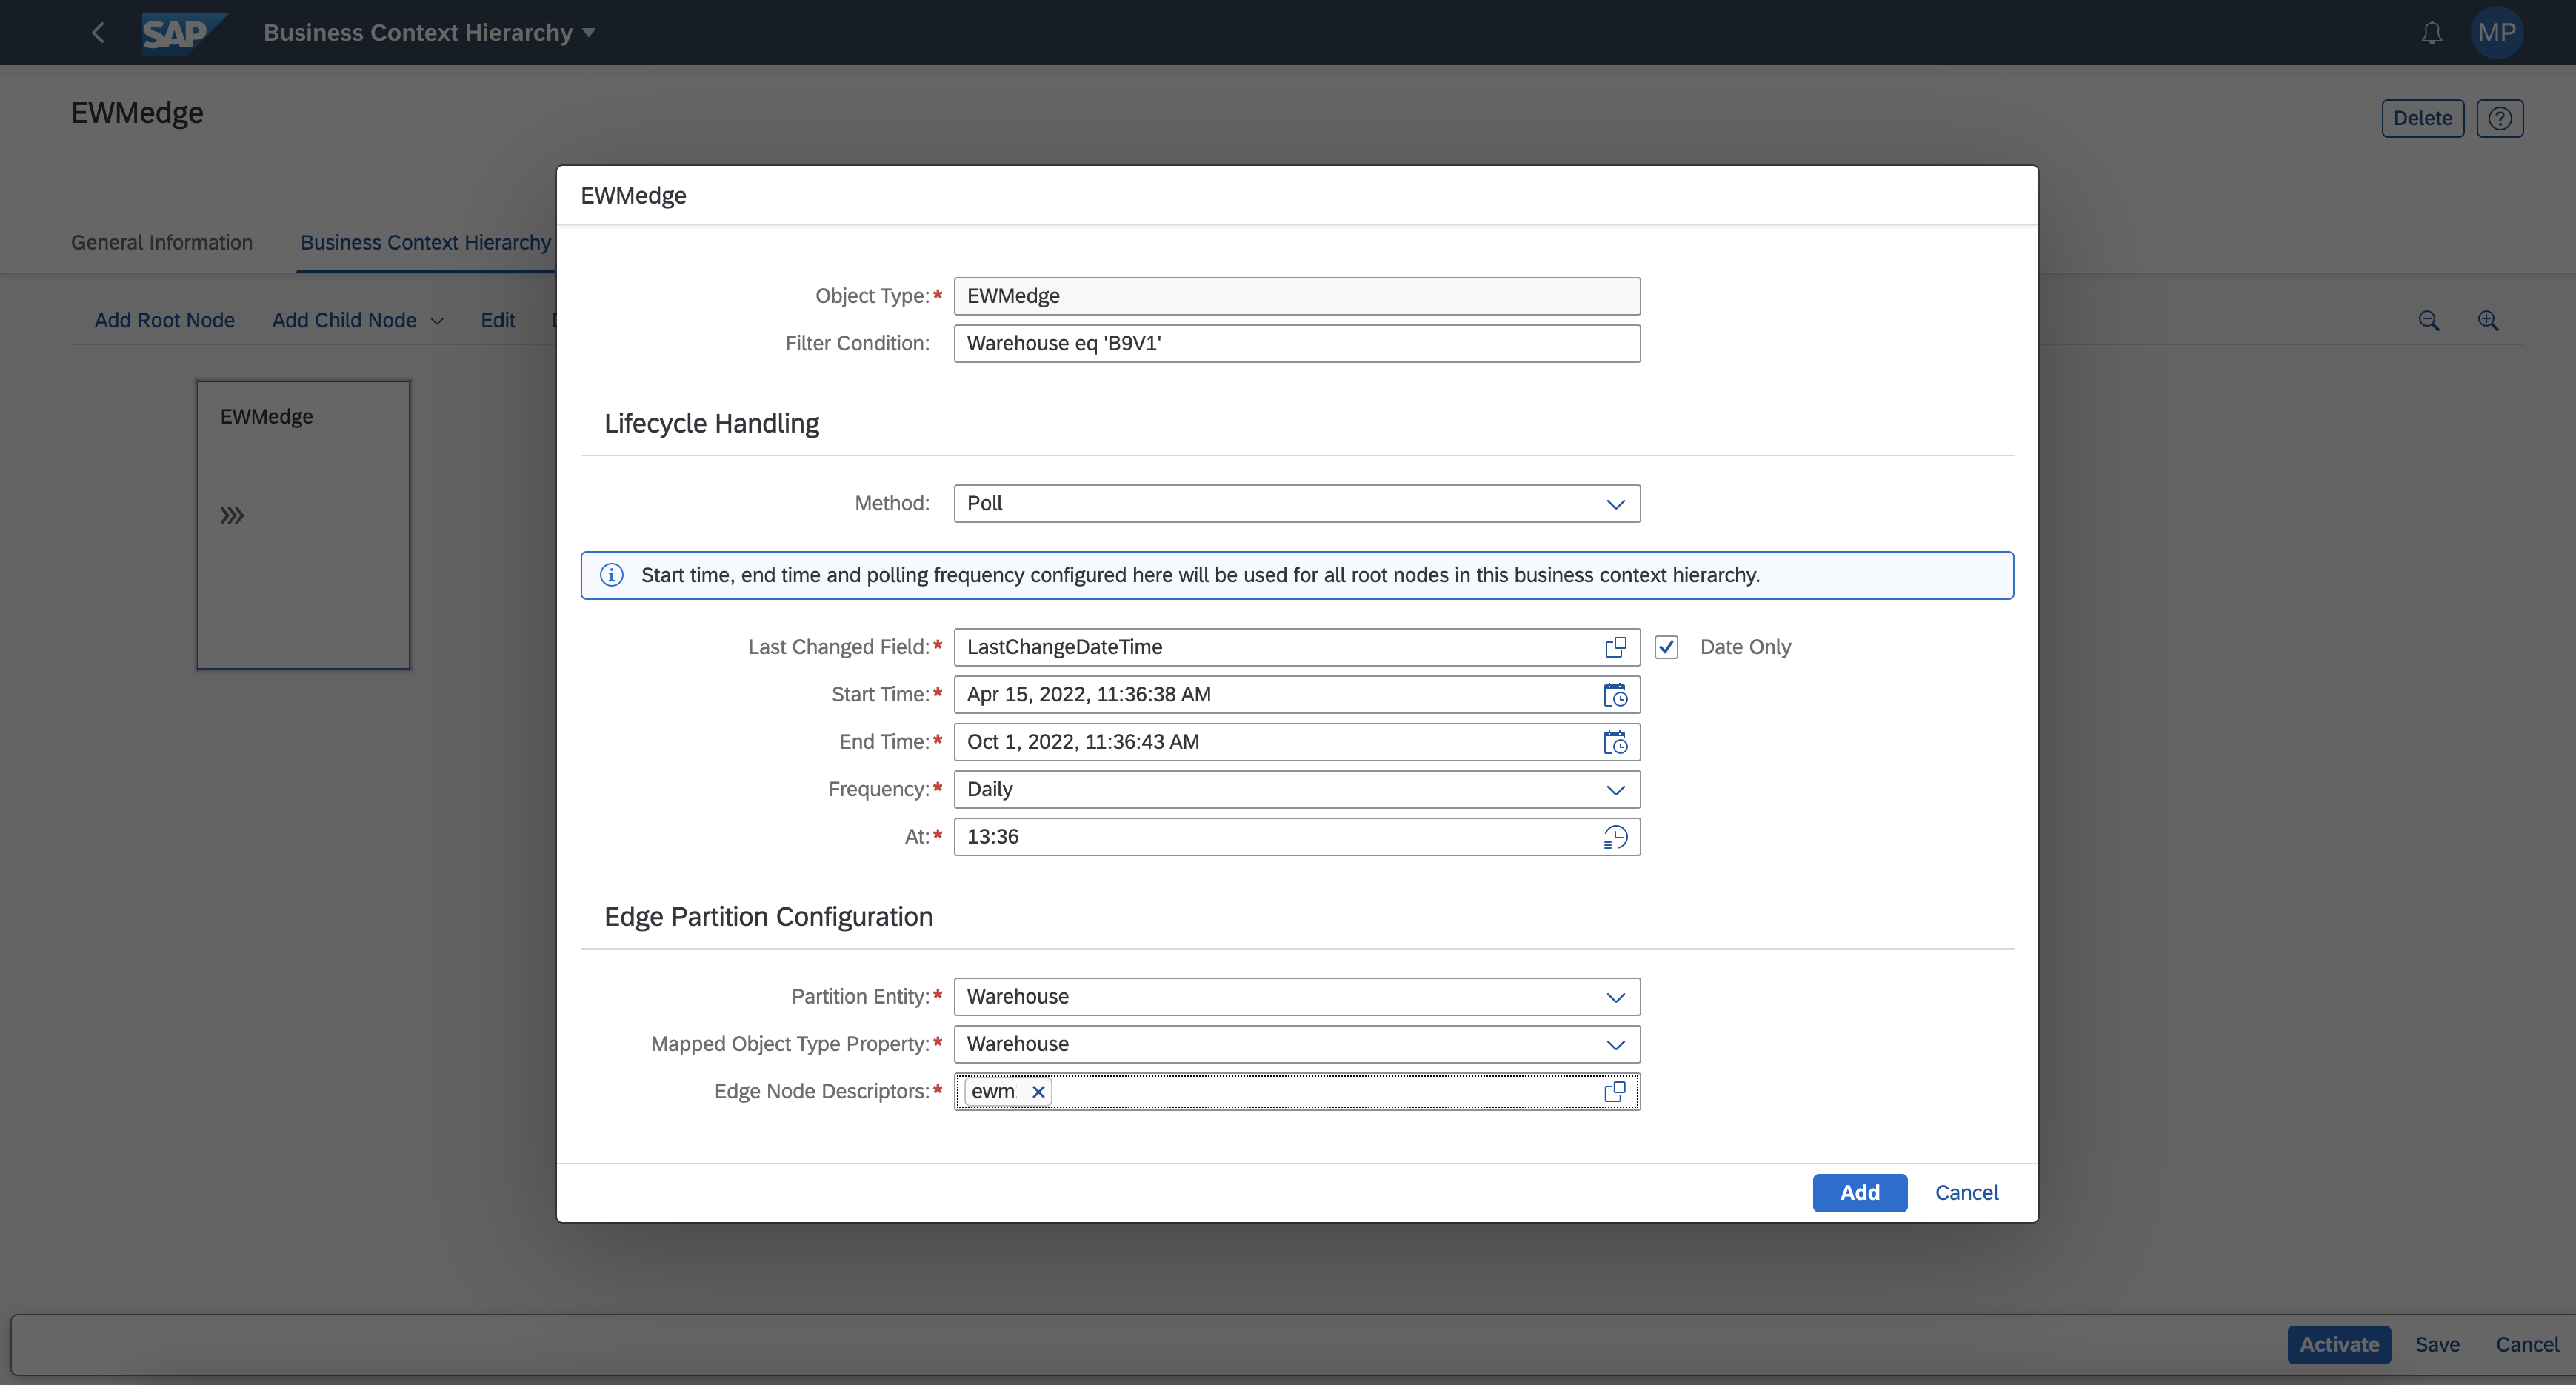 SAP Business Context Hierarchy MP
EWMedge
Delete
General Information Business Context Hierarchy
Add Root Node Add Child Node Edit
EWMedge
EWMedge
Object Type:* EWMedge
Filter Condition: Warehouse eq 'B9V1'
Lifecycle Handling
Method: Poll
Start time, end time and polling frequency configured here will be used for all root nodes in this business context hierarchy.
Last Changed Field:* LastChangeDateTime Date Only
Start Time:* Apr 15, 2022, 11:36:38 AM
End Time:* Oct 1, 2022, 11:36:43 AM
Frequency:* Daily
At:* 13:36
Edge Partition Configuration
Partition Entity:* Warehouse
Mapped Object Type Property:* Warehouse
Edge Node Descriptors:* ewm
Add Cancel
Activate Save Cancel